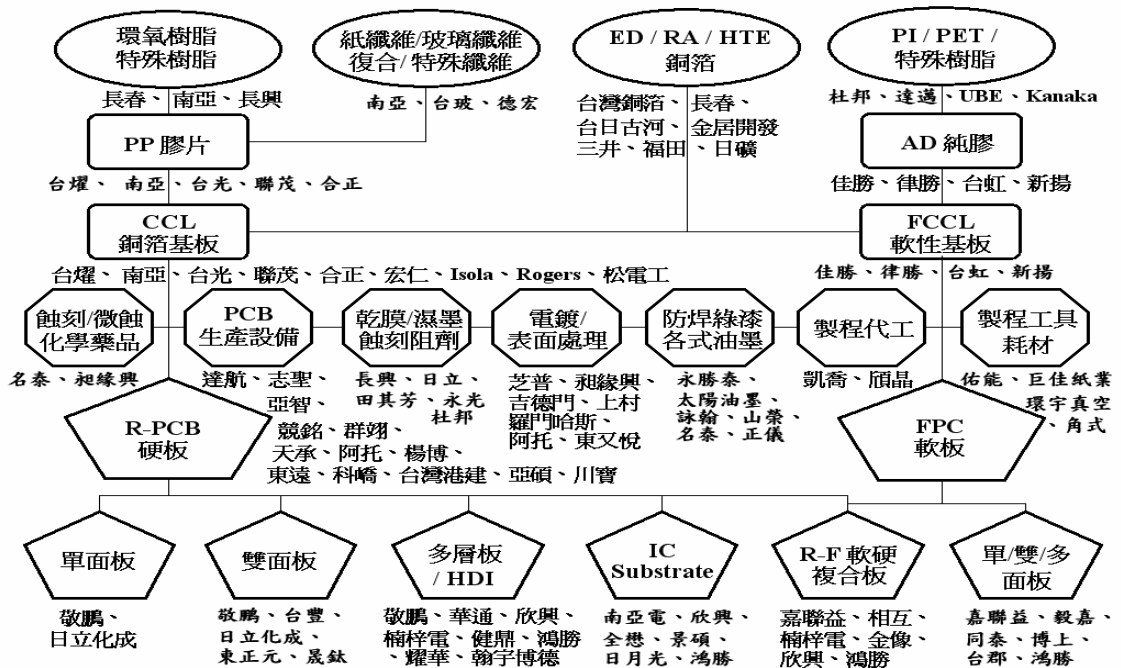 環氧樹脂
特殊樹脂
紙纖維/玻璃纖維
復合/ 特殊纖維
ED / RA / HTE
銅箔
PI / PET /
特殊樹脂
長春、南亞、長興
南亞、台玻、德宏
台灣銅箔、長春、
台日古河、金居開發
三井、福田、日礦
杜邦、達邁、UBE、Kanaka
PP 膠片
AD 純膠
台燿、南亞、台光、聯茂、合正
佳勝、律勝、台虹、新揚
CCL
銅箔基板
FCCL
軟性基板
台燿、南亞、台光、聯茂、合正、宏仁、Isola、Rogers、松電工
佳勝、律勝、台虹、新揚
蝕刻/微蝕
化學藥品
PCB
生產設備
乾膜/濕墨
蝕刻阻劑
電鍍/
表面處理
防焊綠漆
各式油墨
製程代工
製程工具
耗材
名泰、昶緣興
達航、志聖、
亞智、
競銘、群翊、
天承、阿托、楊博、
東遠、科嶠、台灣港建、亞碩、川寶
長興、日立、
田其芳、永光
杜邦
芝普、昶緣興、
吉德門、上村
羅門哈斯、
阿托、東又悅
永勝泰、
太陽油墨、
詠翰、山榮、
名泰、正儀
凱喬、頎晶
佑能、巨佳紙業
環宇真空
、角式
R-PCB
硬板
FPC
軟板
單面板
雙面板
多層板
/ HDI
IC
Substrate
R-F 軟硬
複合板
單/雙/多
面板
敬鵬、
日立化成
敬鵬、台豐、
日立化成、
東正元、晟鈦
敬鵬、華通、欣興、
楠梓電、健鼎、鴻勝
、耀華、翰宇博德
南亞電、欣興、
全懋、景碩、
日月光、鴻勝
嘉聯益、相互、
楠梓電、金像、
欣興、鴻勝
嘉聯益、毅嘉、
同泰、博上、
台郡、鴻勝